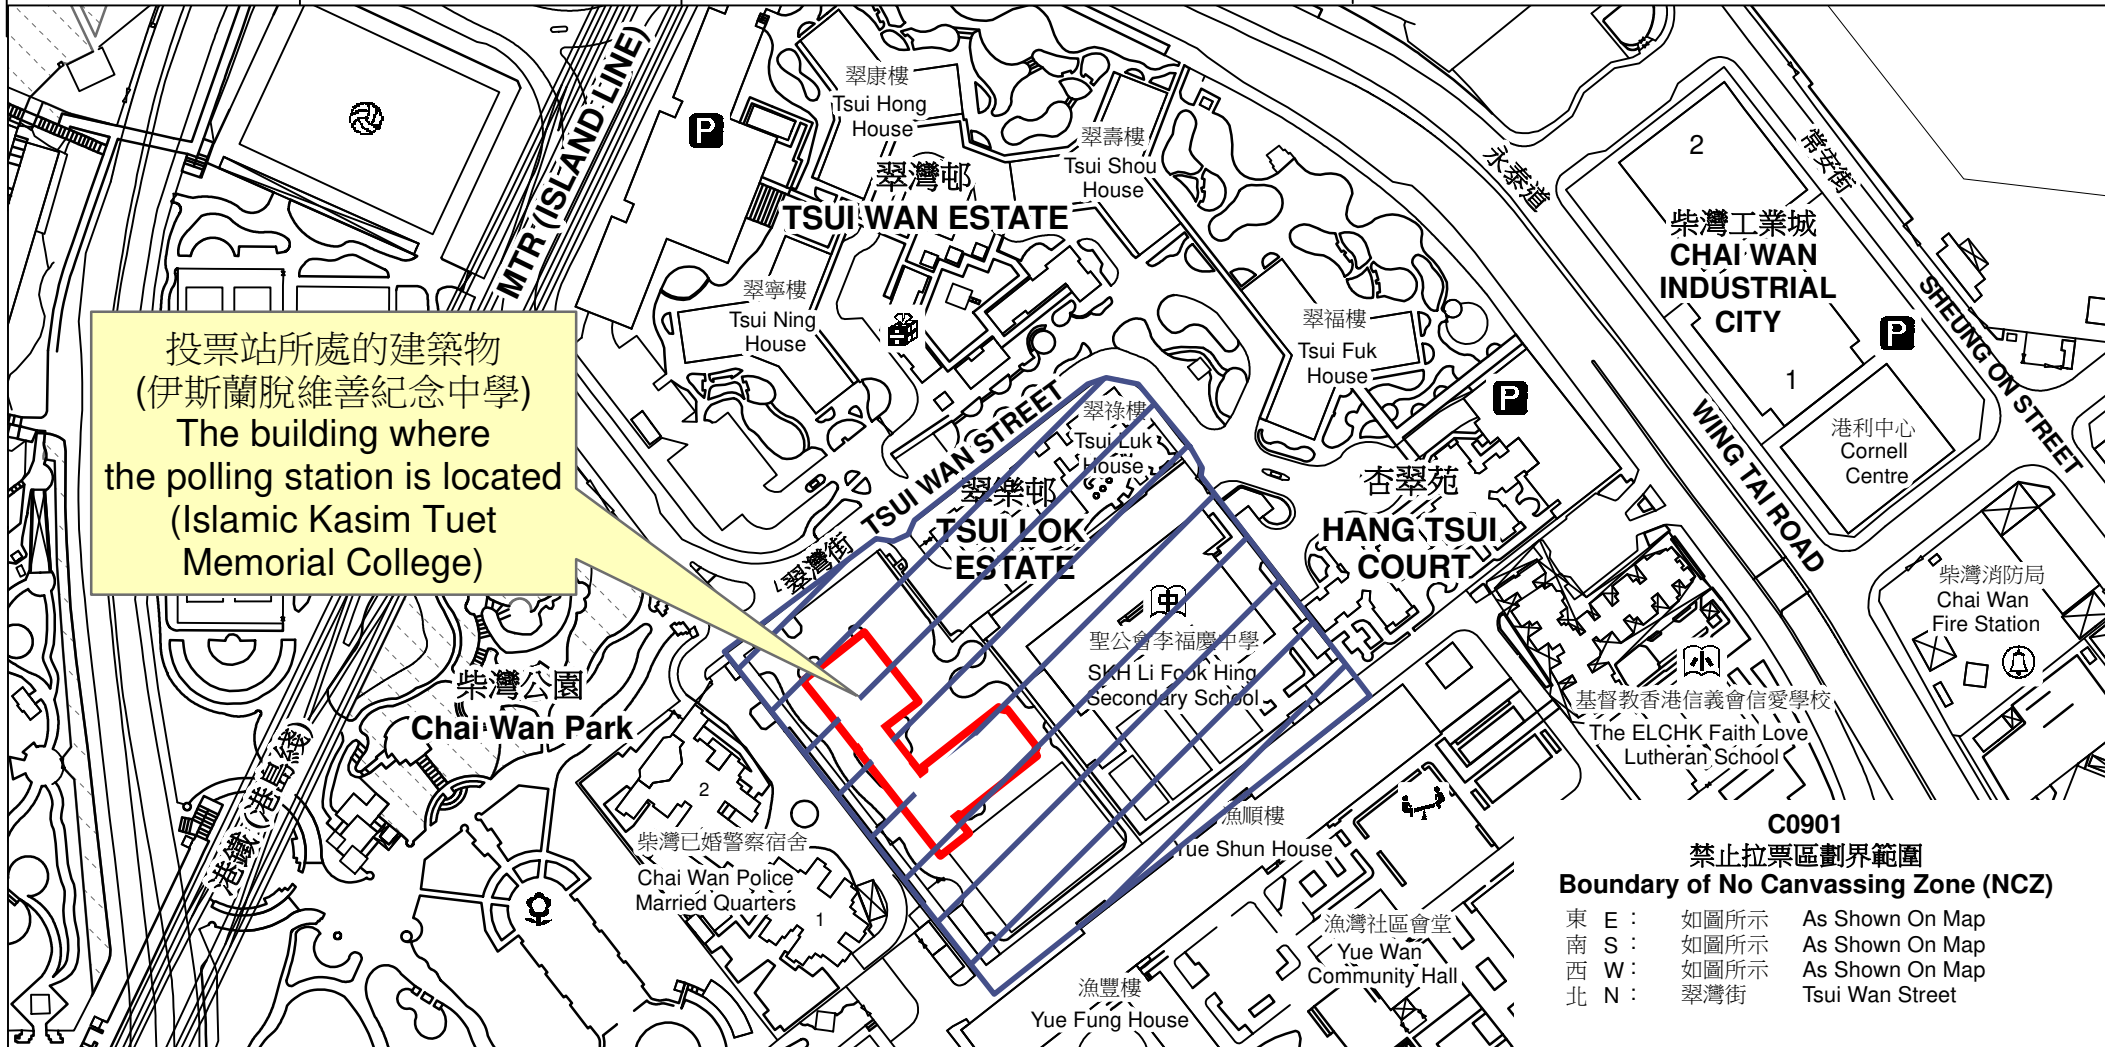 翠康樓
Tsui Hong
House
翠壽樓
Tsui Shou
House
翠灣邨
TSUI WAN ESTATE
MTR (ISLAND LINE)
P
永泰道
2
常安街
柴灣工業城
CHAI WAN
INDUSTRIAL
CITY
SHEUNG ON STREET
P
1
翠寧樓
Tsui Ning
House
翠福樓
Tsui Fuk
House
P
投票站所處的建築物
(伊斯蘭脫維善紀念中學)
The building where
the polling station is located
(Islamic Kasim Tuet
Memorial College)
TSUI WAN STREET
翠灣街
翠祿樓
Tsui Luk
House
翠樂邨
TSUI LOK
ESTATE
杏翠苑
HANG TSUI
COURT
WING TAI ROAD
港利中心
Cornell
Centre
柴灣消防局
Chai Wan
Fire Station
中
聖公會李福慶中學
SKH Li Fook Hing
Secondary School
小
基督教香港信義會信愛學校
The ELCHK Faith Love
Lutheran School
柴灣公園
Chai Wan Park
港鐵 (港島綫)
2
柴灣已婚警察宿舍
Chai Wan Police
Married Quarters
1
漁順樓
Yue Shun House
漁灣社區會堂
Yue Wan
Community Hall
漁豐樓
Yue Fung House
C0901
禁止拉票區劃界範圍
Boundary of No Canvassing Zone (NCZ)
東 E : 如圖所示 As Shown On Map
南 S : 如圖所示 As Shown On Map
西 W : 如圖所示 As Shown On Map
北 N : 翠灣街 Tsui Wan Street